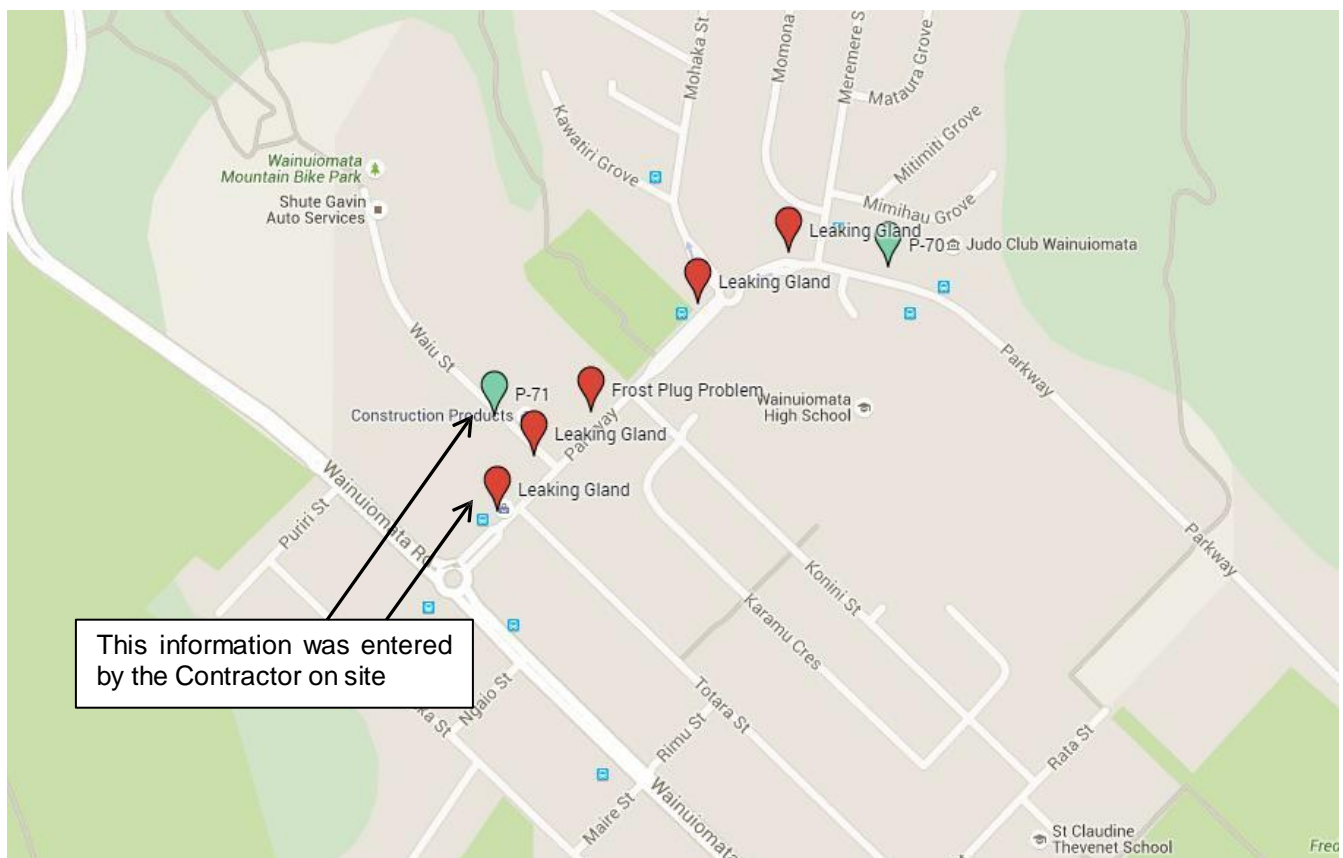 Mohaka St
Momona
Meremere S
Mataura Grove
Kawatiri Grove
Mitimiti Grove
Mimihau Grove
Wainuiomata
Mountain Bike Park
Shute Gavin
Auto Services
Leaking Gland
P-70
Judo Club Wainuiomata
Leaking Gland
Waiu St
Parkway
P-71
Frost Plug Problem
Construction Products
Wainuiomata
High School
Leaking Gland
Parkway
Leaking Gland
Wainuiomata Rd
Puriri St
Parkway
Konini St
Karamu Cres
This information was entered
by the Contractor on site
Ngaio St
ka St
Totara St
Rimu St
Rata St
Maire St
Wainuiomata
St Claudine
Thevenet School
Fred